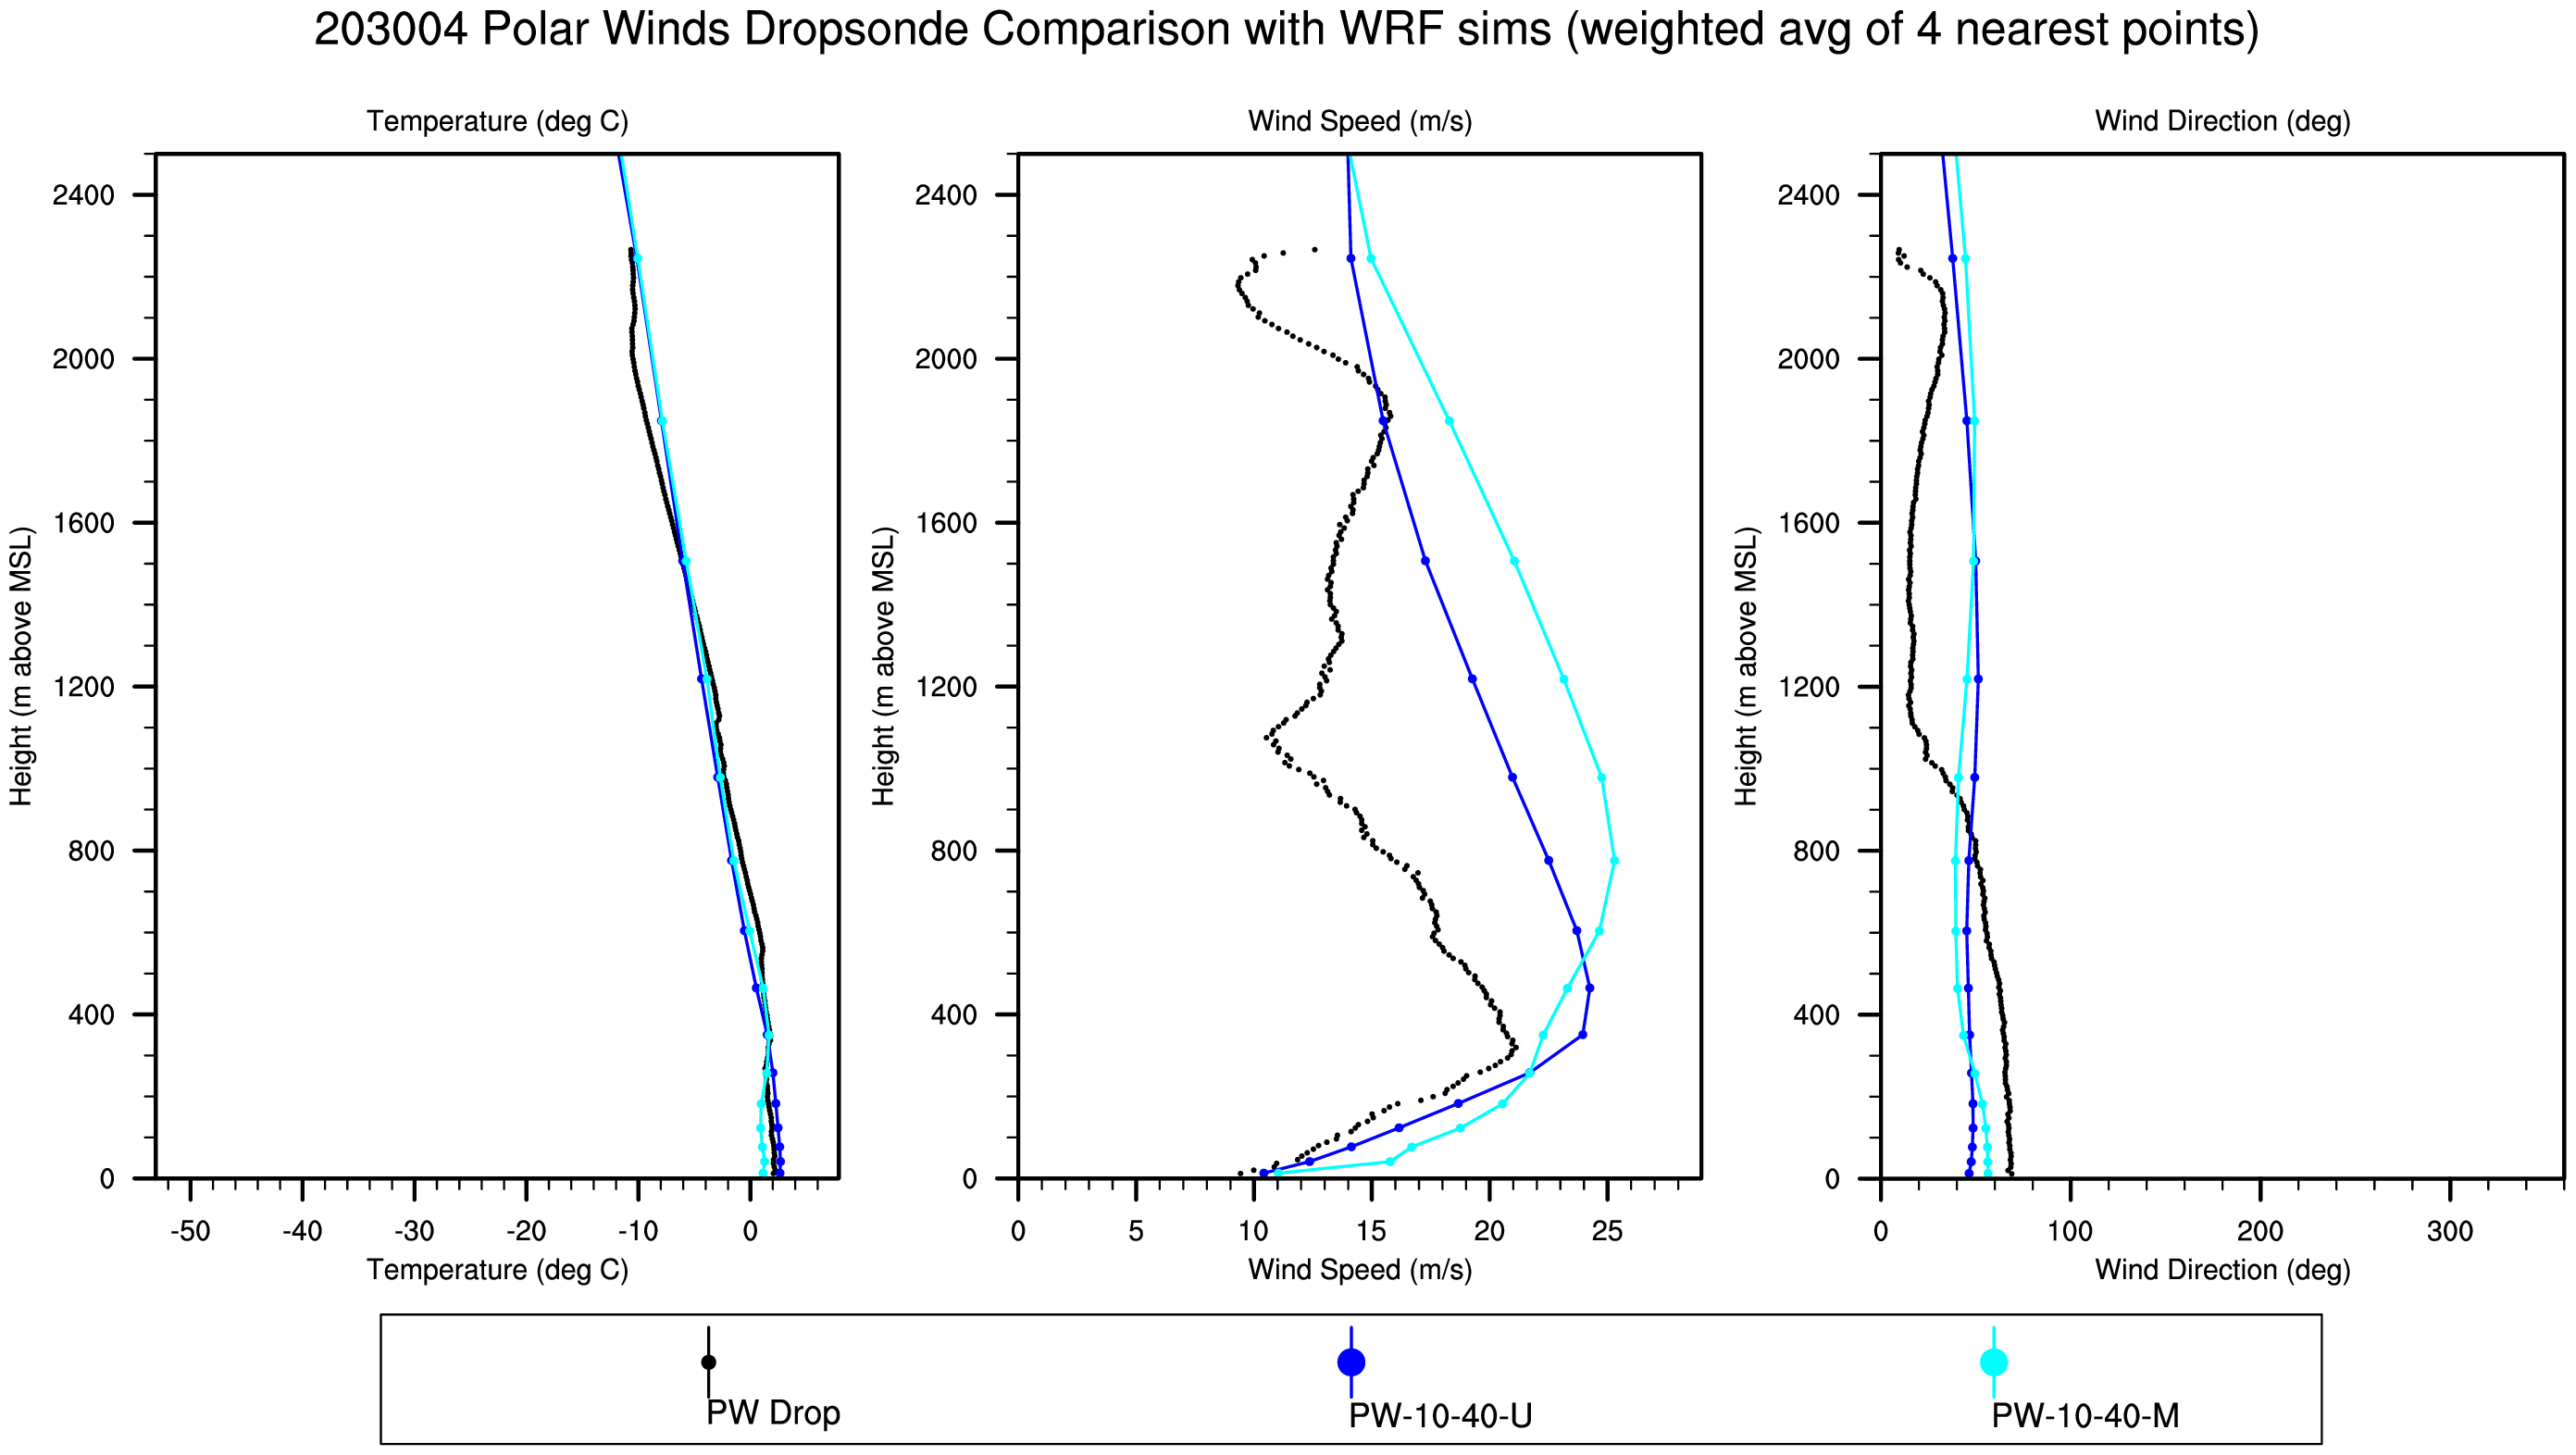 203004 Polar Winds Dropsonde Comparison with WRF sims (weighted avg of 4 nearest points)
Temperature (deg C)
Wind Speed (m/s)
Wind Direction (deg)
Height (m above MSL)
2400
2000
1600
1200
800
400
0
-50 -40 -30 -20 -10 0
Temperature (deg C)
Height (m above MSL)
2400
2000
1600
1200
800
400
0
0 5 10 15 20 25
Wind Speed (m/s)
Height (m above MSL)
2400
2000
1600
1200
800
400
0
0 100 200 300
Wind Direction (deg)
PW Drop
PW-10-40-U
PW-10-40-M